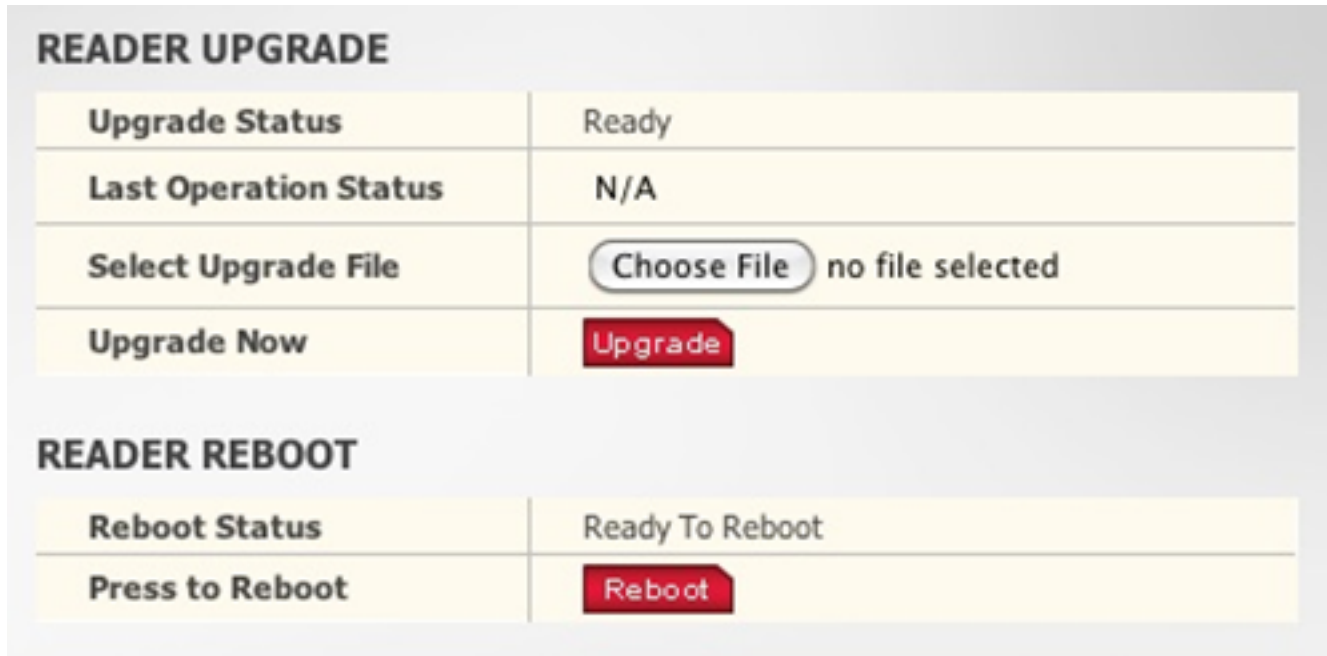 READER UPGRADE
Upgrade Status Ready
Last Operation Status N/A
Select Upgrade File Choose File no file selected
Upgrade Now Upgrade
READER REBOOT
Reboot Status Ready To Reboot
Press to Reboot Reboot